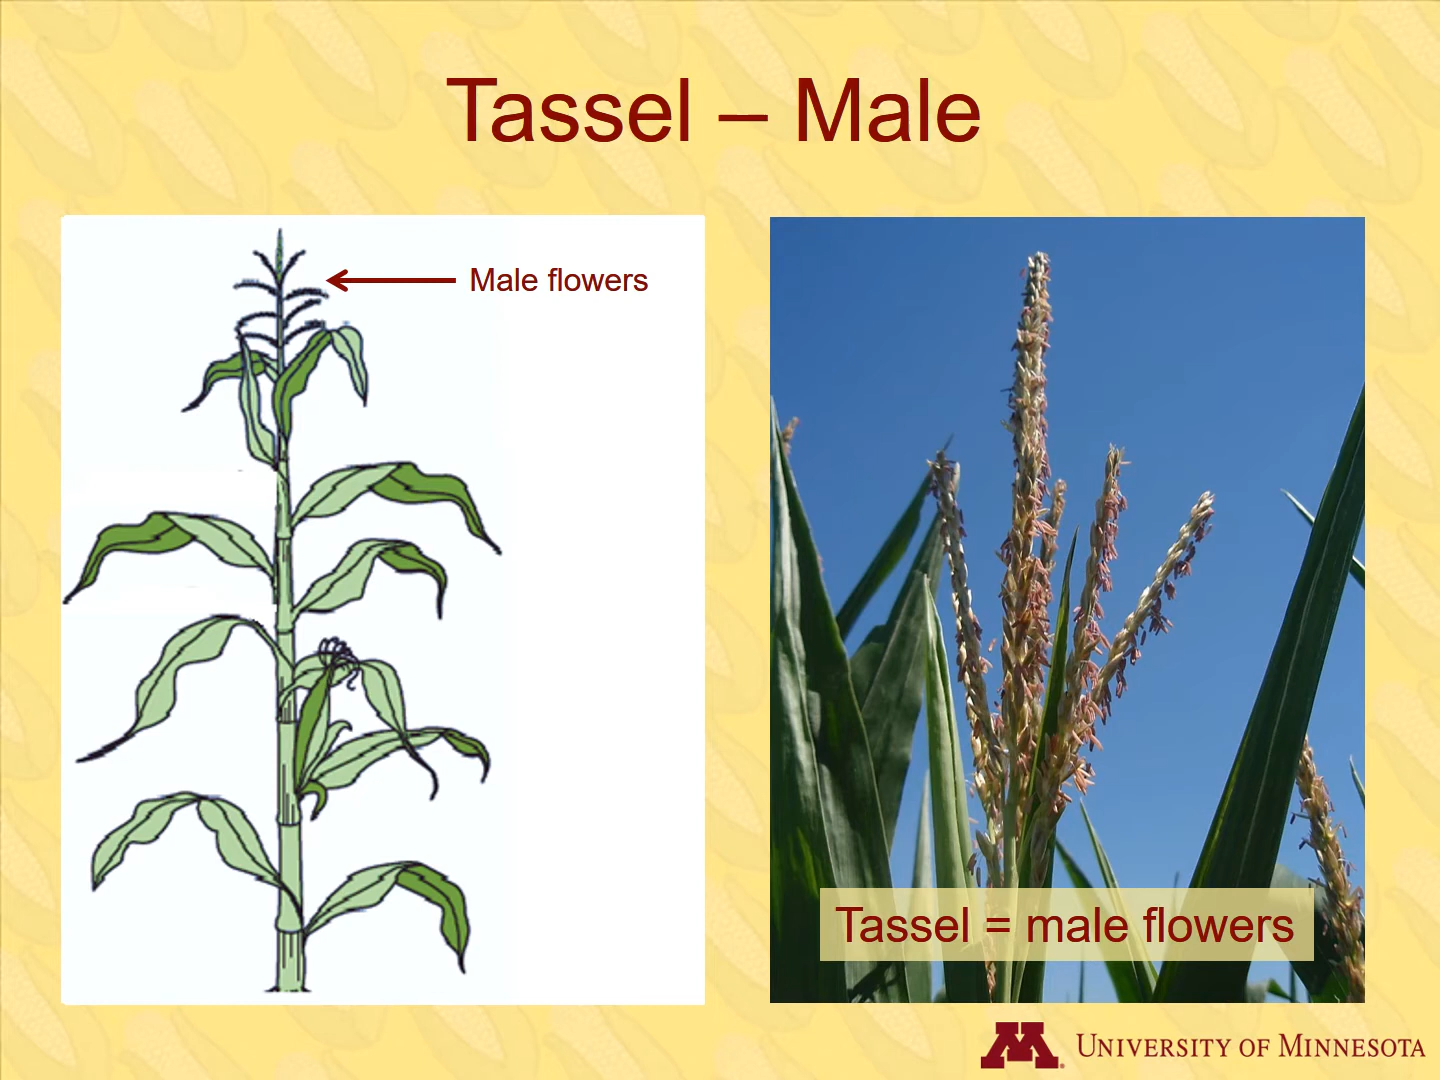 Tassel – Male
Male flowers
Tassel = male flowers
M
UNIVERSITY OF MINNESOTA